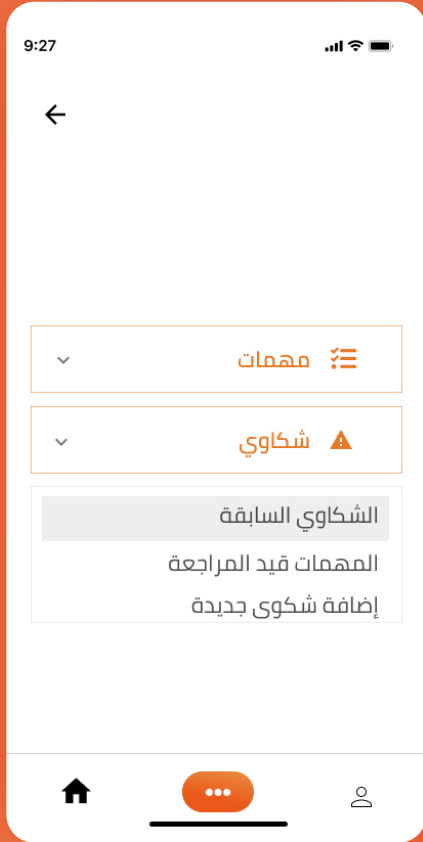 9:27
مهمات
شكاوي
الشكاوي السابقة
المهمات قيد المراجعة
إضافة شكوى جديدة